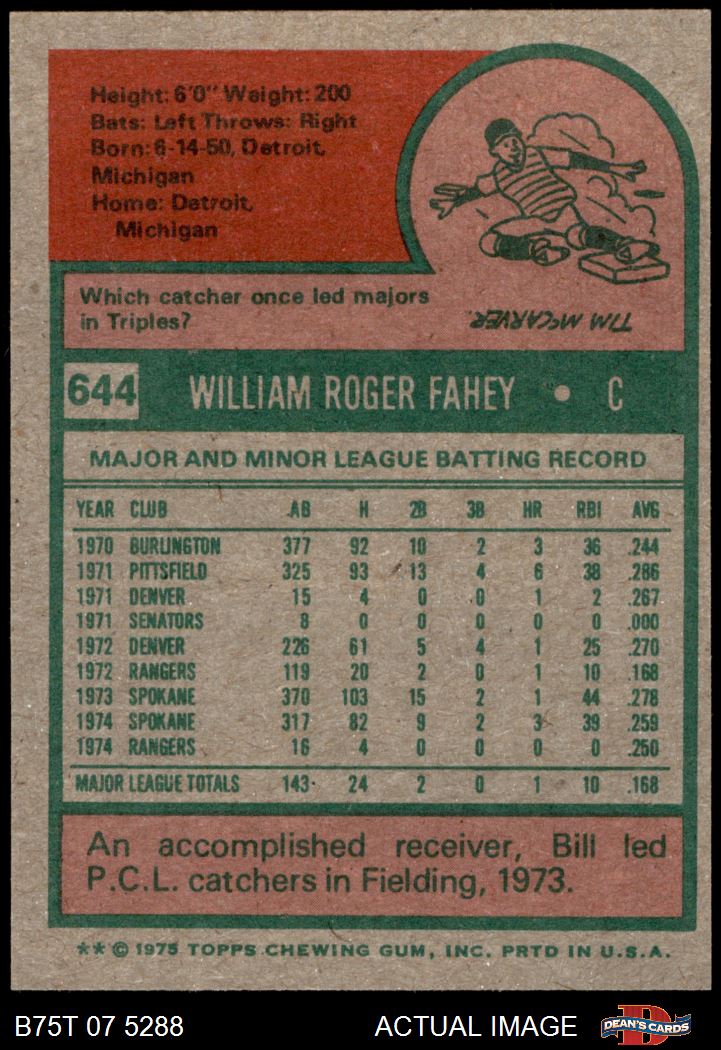 Height: 6'0" Weight: 200
Bats: Left Throws: Right
Born: 6-14-50, Detroit,
Michigan
Home: Detroit,
Michigan
Which catcher once led majors
in Triples?
TIM McCARVER.
644 WILLIAM ROGER FAHEY • C
MAJOR AND MINOR LEAGUE BATTING RECORD
YEAR CLUB AB H 2B 3B HR RBI AVG
1970 BURLINGTON 377 92 10 2 3 36 .244
1971 PITTSFIELD 325 93 13 4 6 38 .286
1971 DENVER 15 4 0 0 1 2 .267
1971 SENATORS 8 0 0 0 0 0 .000
1972 DENVER 226 61 5 4 1 25 .270
1972 RANGERS 119 20 2 0 1 10 .168
1973 SPOKANE 370 103 15 2 1 44 .278
1974 SPOKANE 317 82 9 2 3 39 .259
1974 RANGERS 16 4 0 0 0 0 .250
MAJOR LEAGUE TOTALS 143 24 2 0 1 10 .168
An accomplished receiver, Bill led
P.C.L. catchers in Fielding, 1973.
** © 1975 TOPPS CHEWING GUM, INC. PRTD IN U.S.A.
B75T 07 5288 ACTUAL IMAGE D DEAN'S CARDS